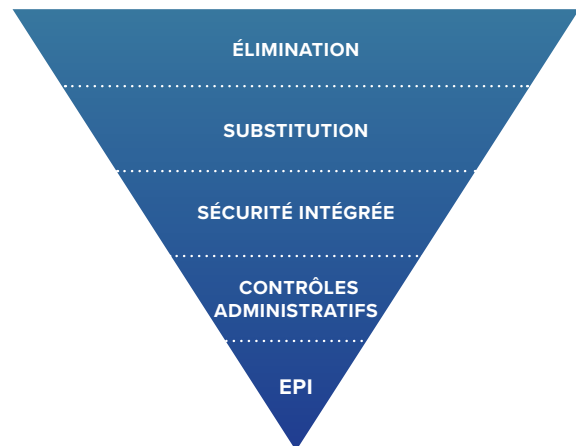 ÉLIMINATION
SUBSTITUTION
SÉCURITÉ INTÉGRÉE
CONTRÔLES
ADMINISTRATIFS
EPI